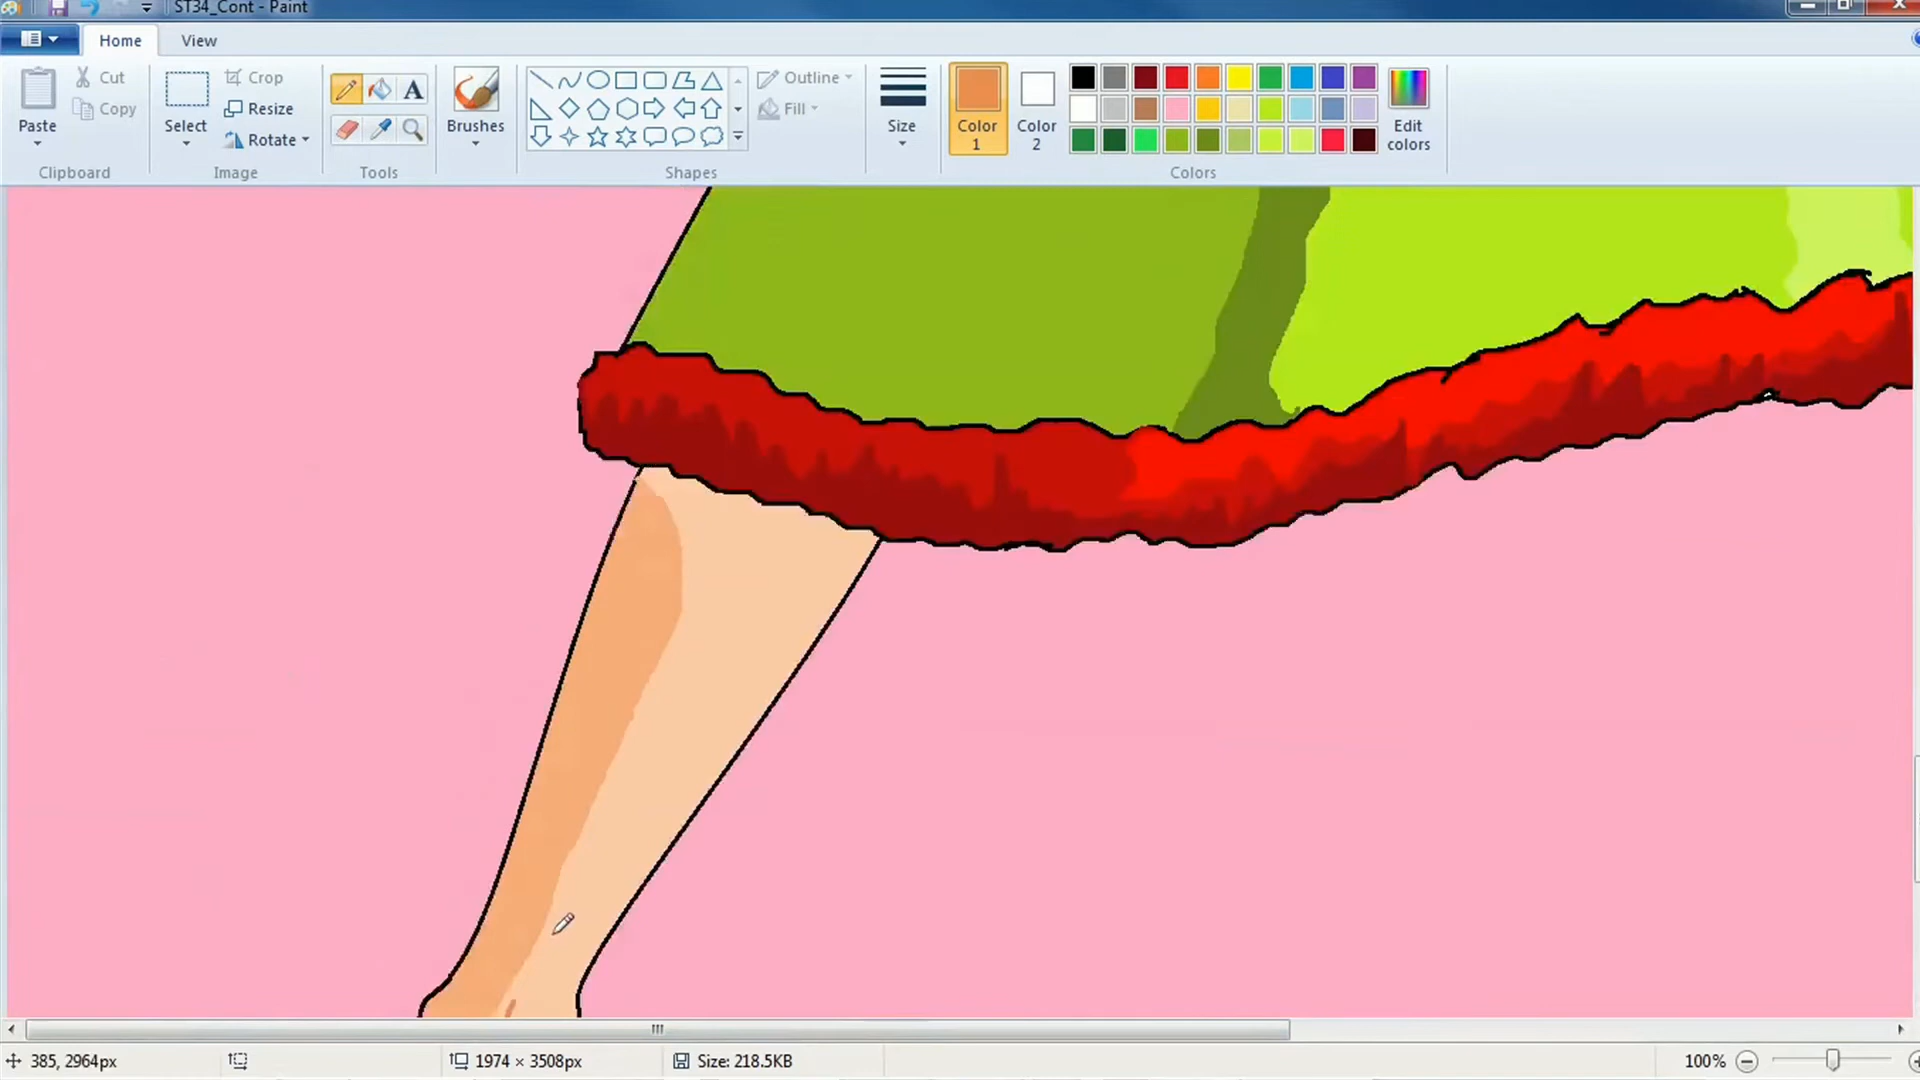 ST34_Cont - Paint
Home View
Paste
Cut
Copy
Clipboard
Select
Crop
Resize
Rotate
Image
A
Tools
Brushes
Outline
Fill
Shapes
Size
Color 1
Color 2
Edit colors
Colors
385, 2964px
1974 × 3508px
Size: 218.5KB
100%